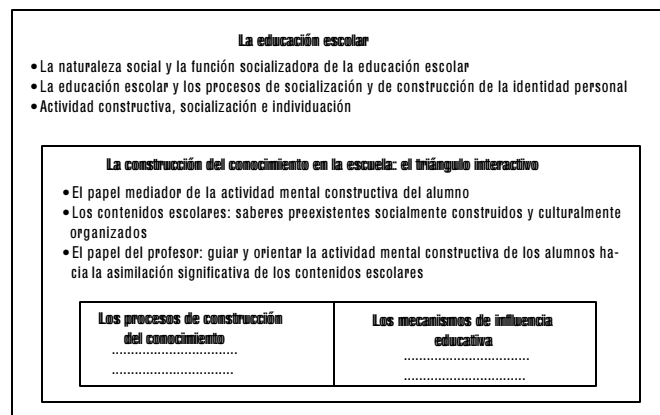 La educación escolar
• La naturaleza social y la función socializadora de la educación escolar
• La educación escolar y los procesos de socialización y de construcción de la identidad personal
• Actividad constructiva, socialización e individuación
La construcción del conocimiento en la escuela: el triángulo interactivo
• El papel mediador de la actividad mental constructiva del alumno
• Los contenidos escolares: saberes preexistentes socialmente construidos y culturalmente
organizados
• El papel del profesor: guiar y orientar la actividad mental constructiva de los alumnos ha-
cia la asimilación significativa de los contenidos escolares
Los procesos de construcción
del conocimiento
.................................
................................
Los mecanismos de influencia
educativa
.................................
................................